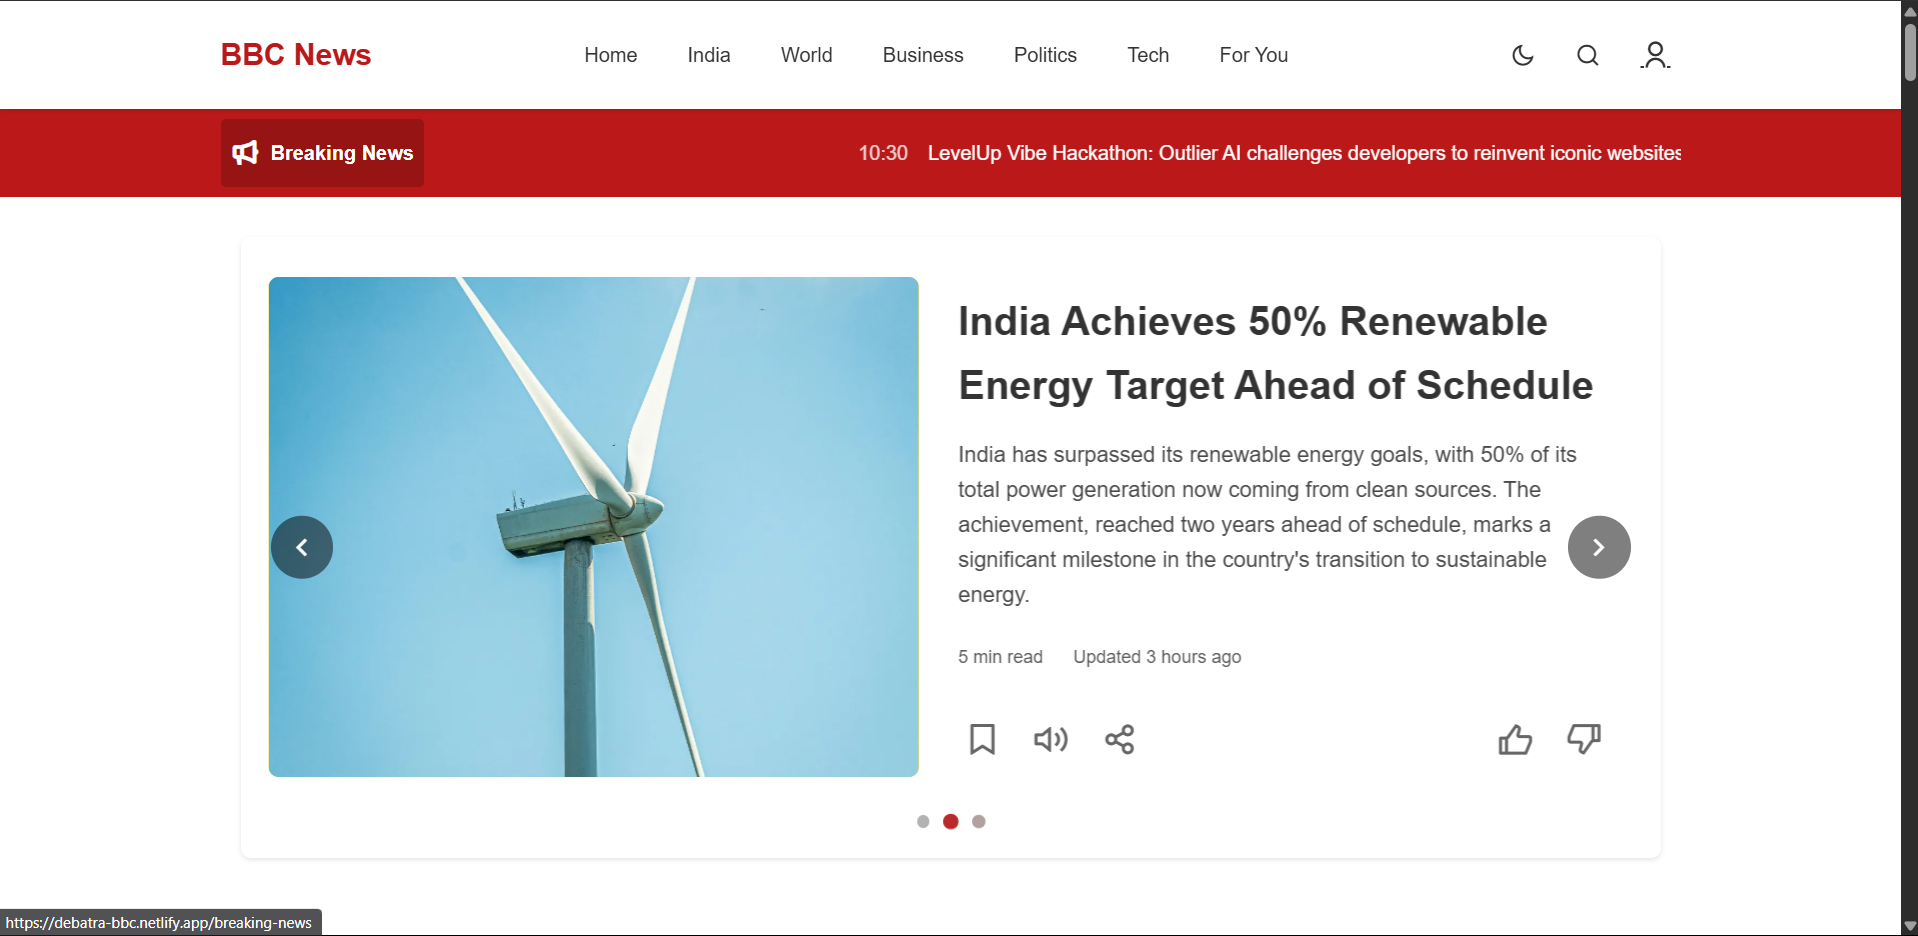 BBC News
Home India World Business Politics Tech For You
Breaking News
10:30 LevelUp Vibe Hackathon: Outlier AI challenges developers to reinvent iconic websites
India Achieves 50% Renewable
Energy Target Ahead of Schedule
India has surpassed its renewable energy goals, with 50% of its
total power generation now coming from clean sources. The
achievement, reached two years ahead of schedule, marks a
significant milestone in the country's transition to sustainable
energy.
5 min read Updated 3 hours ago
https://debatra-bbc.netlify.app/breaking-news